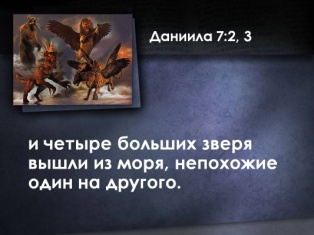 Даниила 7:2, 3
и четыре больших зверя
вышли из моря, непохожие
один на другого.